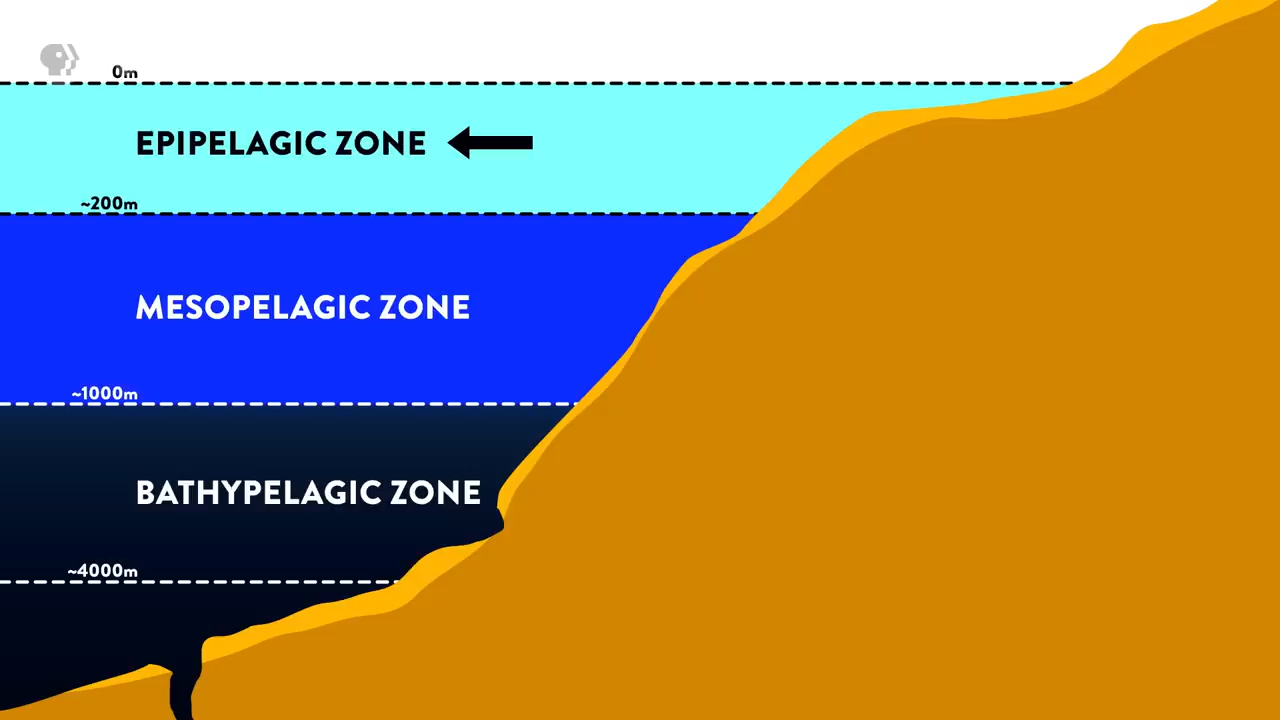 0m
EPIPELAGIC ZONE
~200m
MESOPELAGIC ZONE
~1000m
BATHYPELAGIC ZONE
~4000m